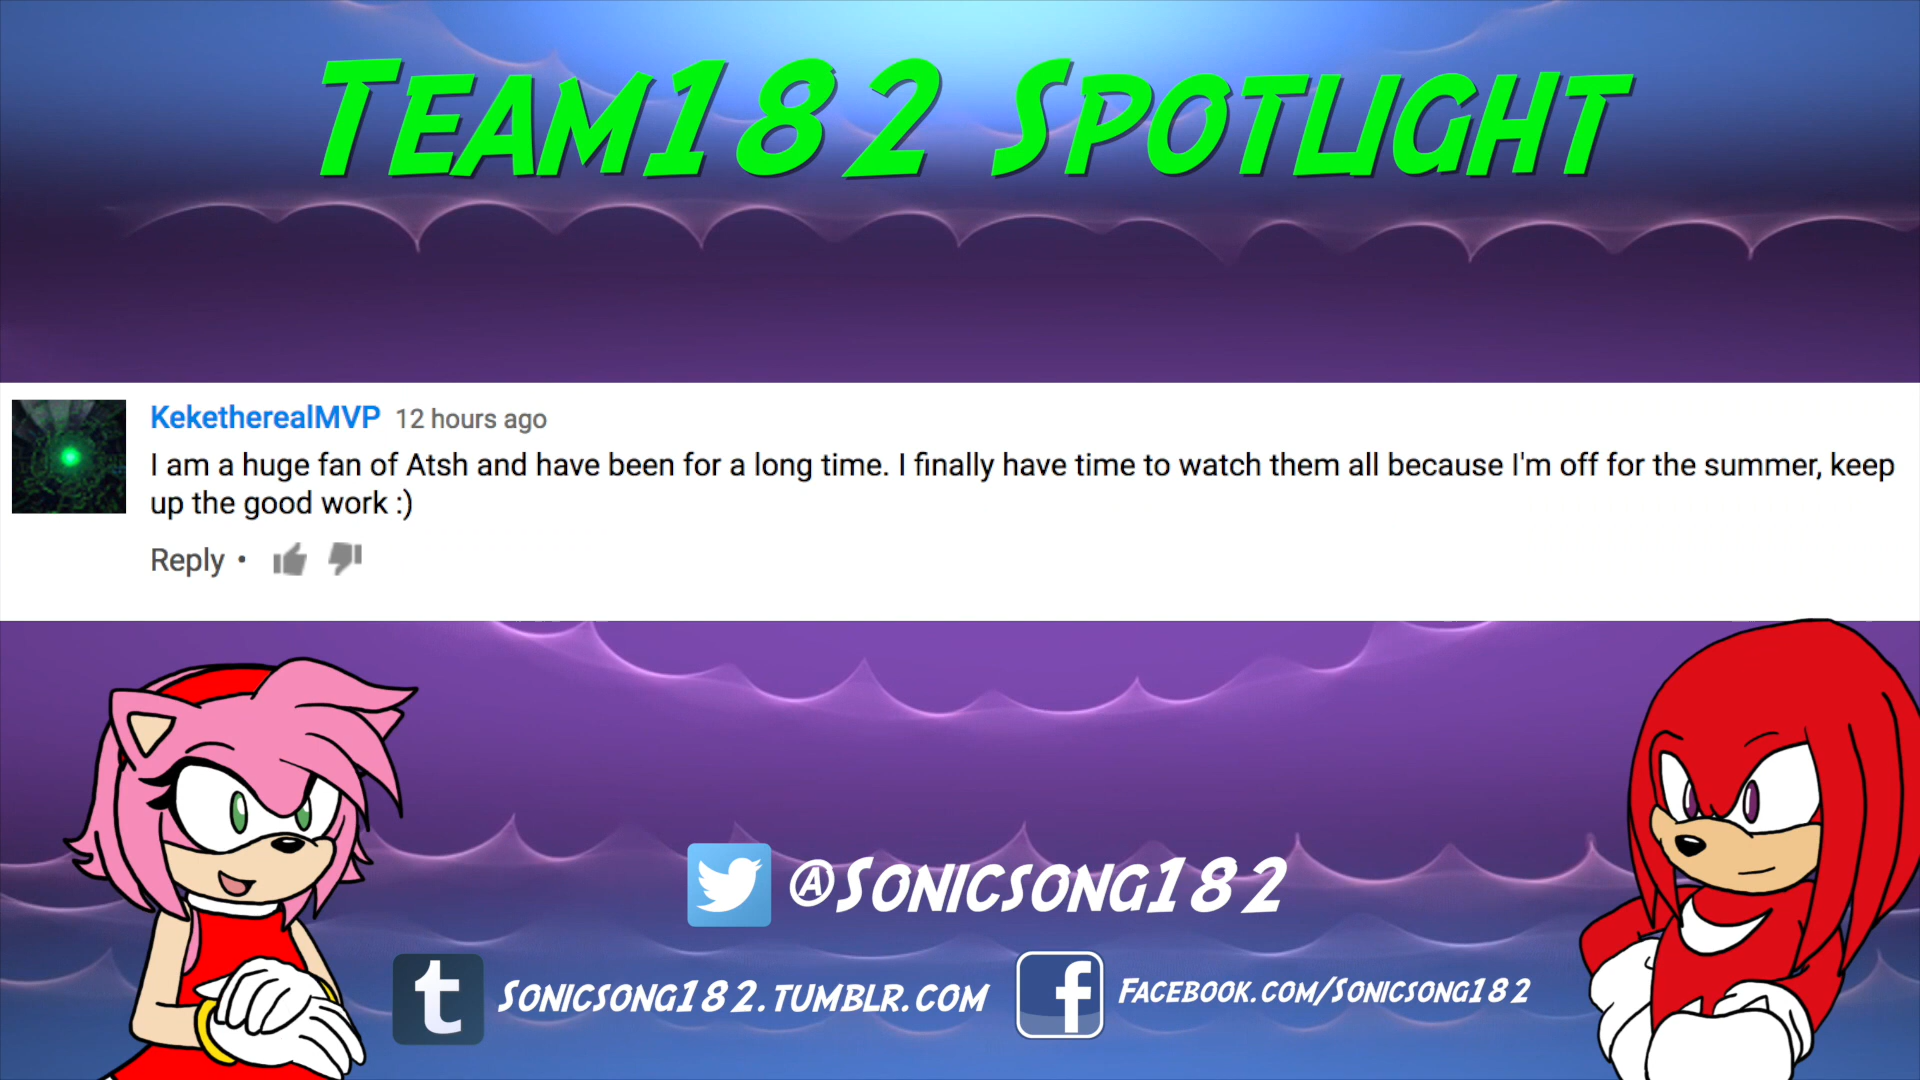 Team182 Spotlight
KeketherealMVP 12 hours ago
I am a huge fan of Atsh and have been for a long time. I finally have time to watch them all because I'm off for the summer, keep
up the good work :)
Reply •
@Sonicsong182
t Sonicsong182.tumblr.com f Facebook.com/Sonicsong182